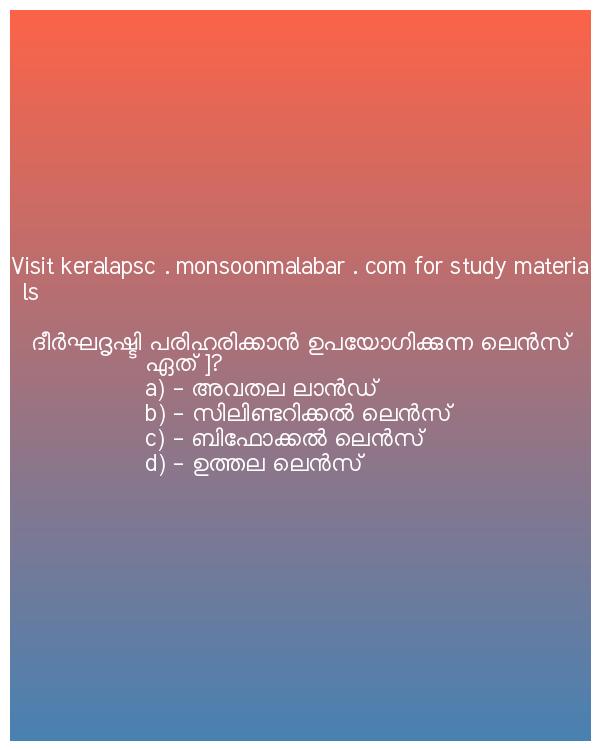 Visit keralapsc . monsoonmalabar . com for study materia
ls
ദീർഘദൃഷ്ടി പരിഹരിക്കാൻ ഉപയോഗിക്കുന്ന ലെൻസ്
ഏത് ]?
a) - അവതല ലാൻഡ്
b) - സിലിണ്ടറിക്കൽ ലെൻസ്
c) - ബിഫോക്കൽ ലെൻസ്
d) - ഉത്തല ലെൻസ്